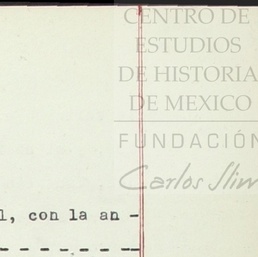 CENTRO DE
ESTUDIOS
DE HISTORIA
DE MEXICO
FUNDACIÓN
Carlos Slim
l, con la an -
- - - - - - - -